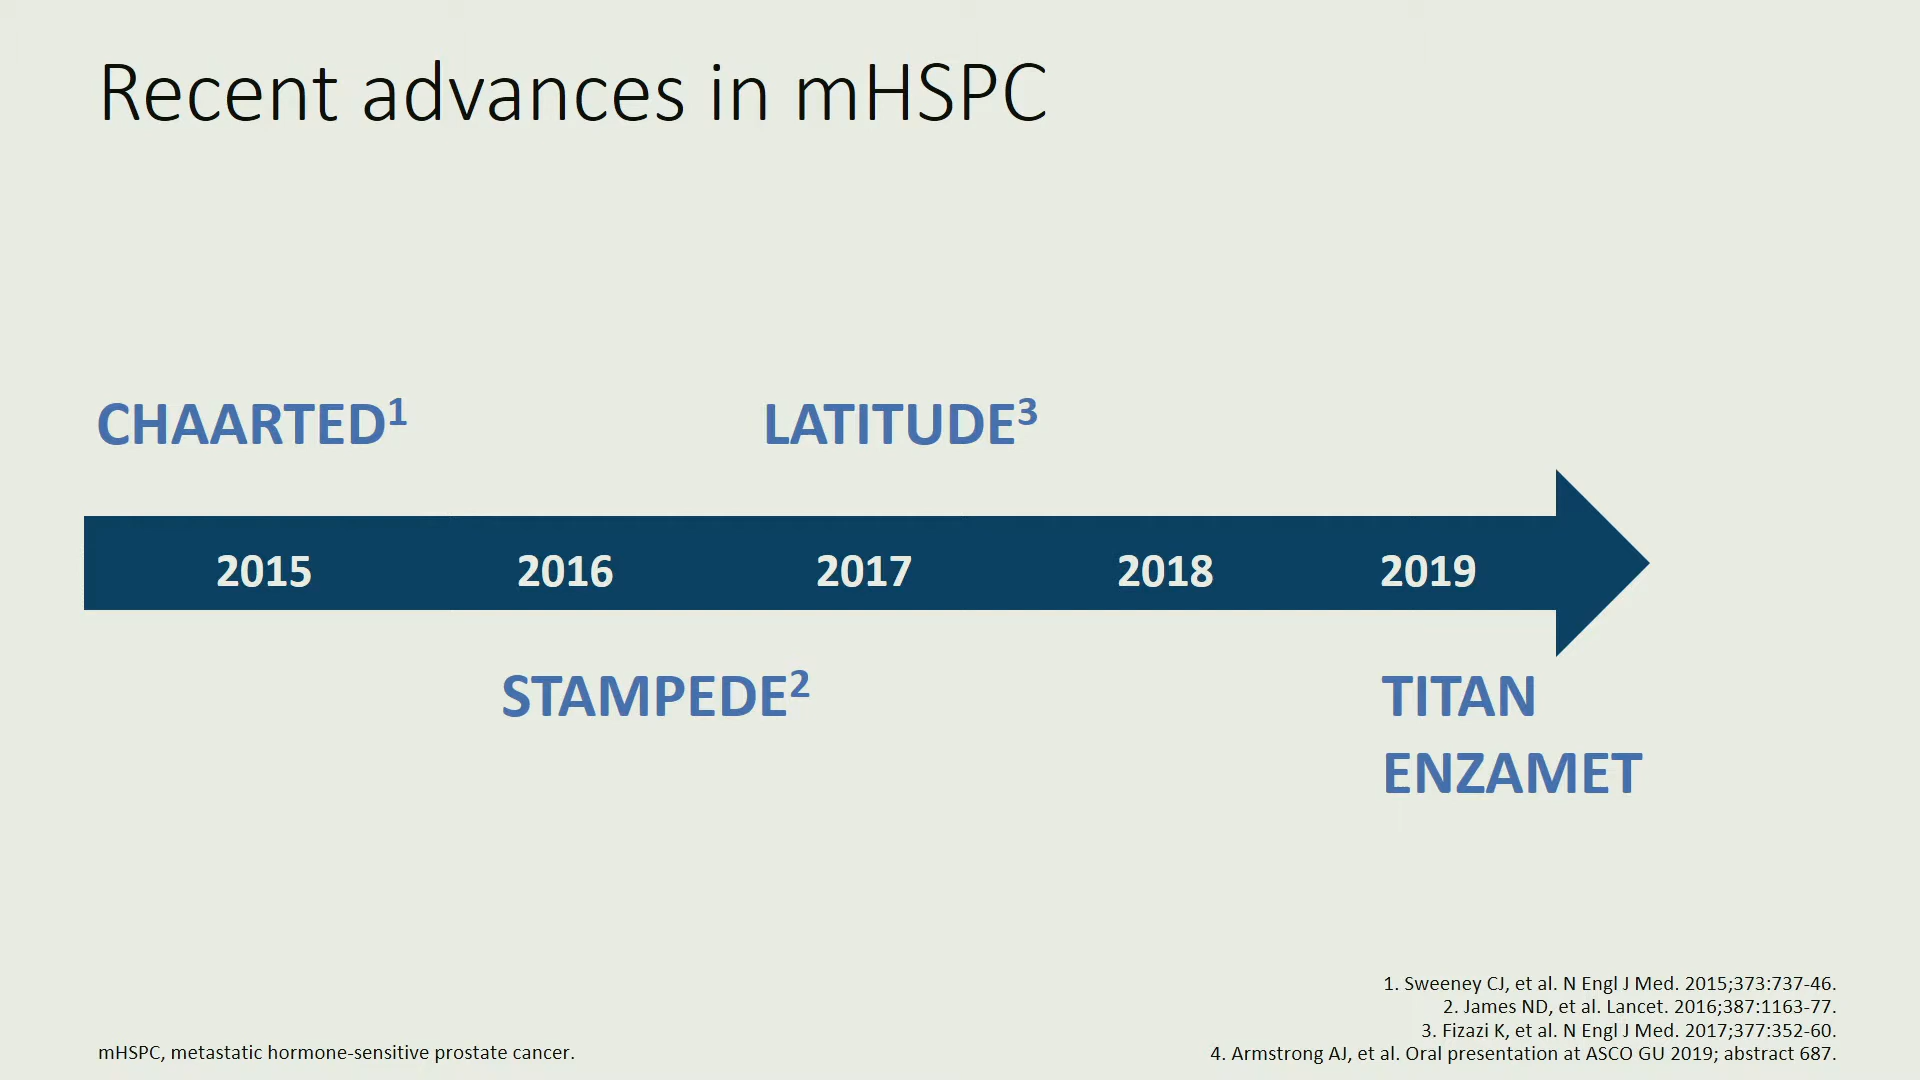 Recent advances in mHSPC
CHAARTED¹
LATITUDE³
2015 2016 2017 2018 2019
STAMPEDE²
TITAN
ENZAMET
1. Sweeney CJ, et al. N Engl J Med. 2015;373:737-46.
2. James ND, et al. Lancet. 2016;387:1163-77.
3. Fizazi K, et al. N Engl J Med. 2017;377:352-60.
4. Armstrong AJ, et al. Oral presentation at ASCO GU 2019; abstract 687.
mHSPC, metastatic hormone-sensitive prostate cancer.